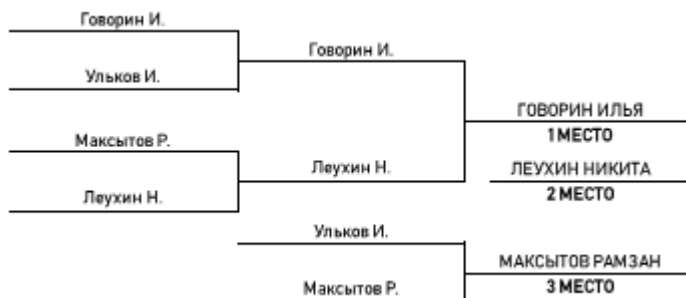 Говорин И.
Ульков И.
Говорин И.
ГОВОРИН ИЛЬЯ
1 МЕСТО
Максытов Р.
Леухин Н.
Леухин Н.
ЛЕУХИН НИКИТА
2 МЕСТО
Ульков И.
Максытов Р.
МАКСЫТОВ РАМЗАН
3 МЕСТО